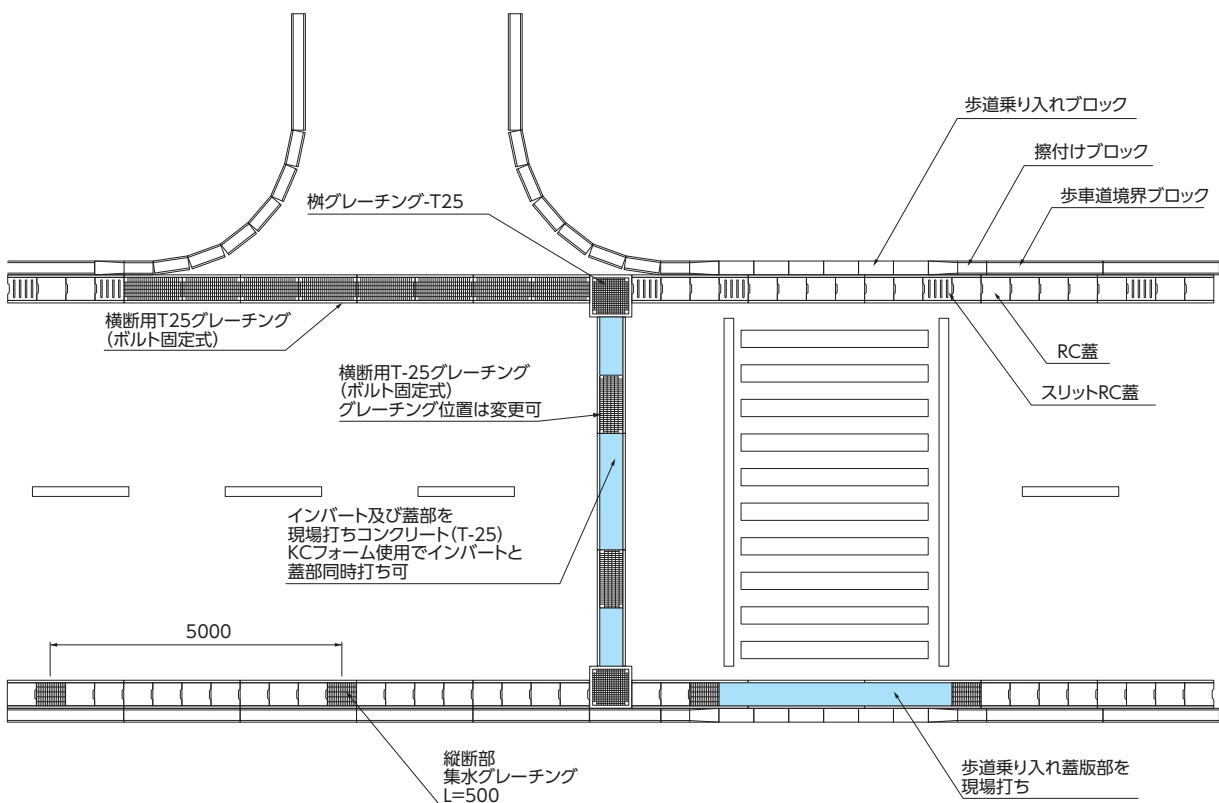 歩道乗り入れブロック
擦付けブロック
歩車道境界ブロック
桝グレーチング-T25
横断用T25グレーチング
(ボルト固定式)
横断用T-25グレーチング
(ボルト固定式)
グレーチング位置は変更可
RC蓋
スリットRC蓋
インバート及び蓋部を
現場打ちコンクリート(T-25)
KCフォーム使用でインバートと
蓋部同時打ち可
5000
縦断部
集水グレーチング
L=500
歩道乗り入れ蓋版部を
現場打ち